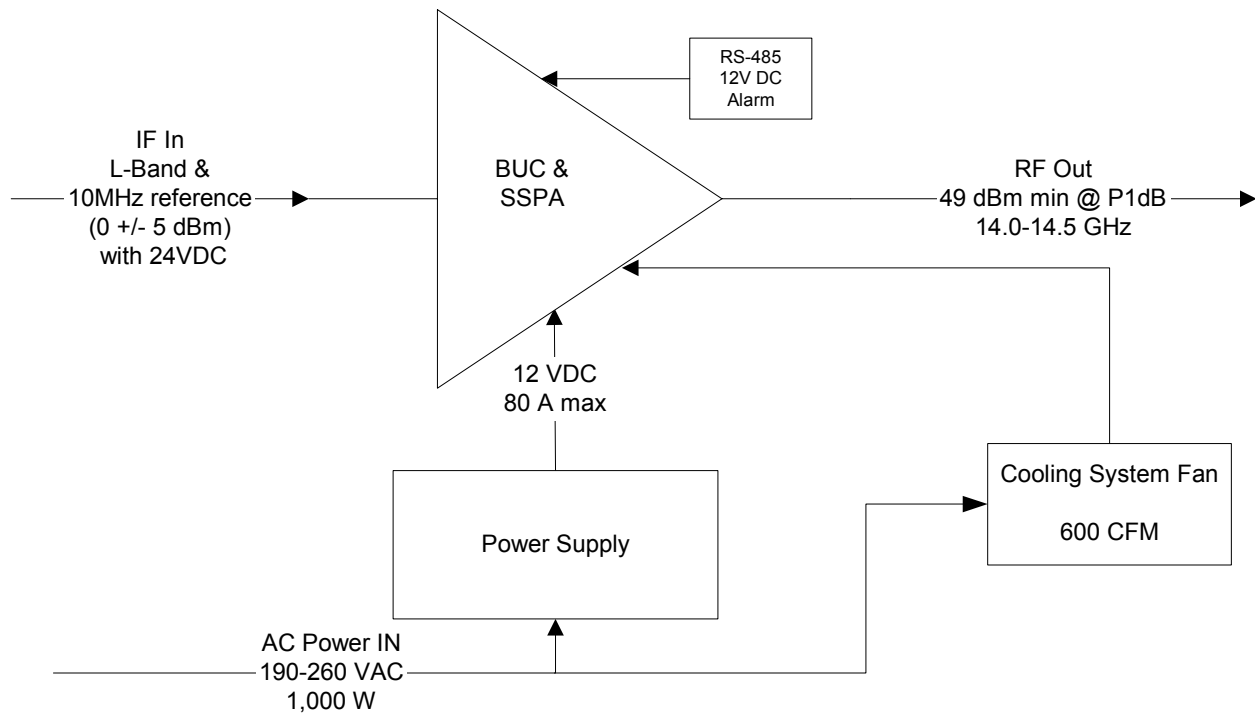 RS-485
12V DC
Alarm
IF In
L-Band &
10MHz reference
(0 +/- 5 dBm)
with 24VDC
BUC &
SSPA
RF Out
49 dBm min @ P1dB
14.0-14.5 GHz
12 VDC
80 A max
Cooling System Fan
600 CFM
Power Supply
AC Power IN
190-260 VAC
1,000 W